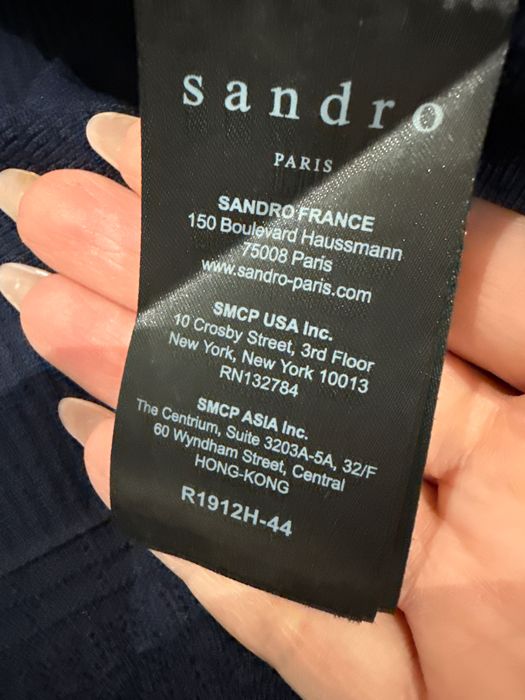 sandro
PARIS
SANDRO FRANCE
150 Boulevard Haussmann
75008 Paris
www.sandro-paris.com
SMCP USA Inc.
10 Crosby Street, 3rd Floor
New York, New York 10013
RN132784
SMCP ASIA Inc.
The Centrium, Suite 3203A-5A, 32/F
60 Wyndham Street, Central
HONG-KONG
R1912H-44